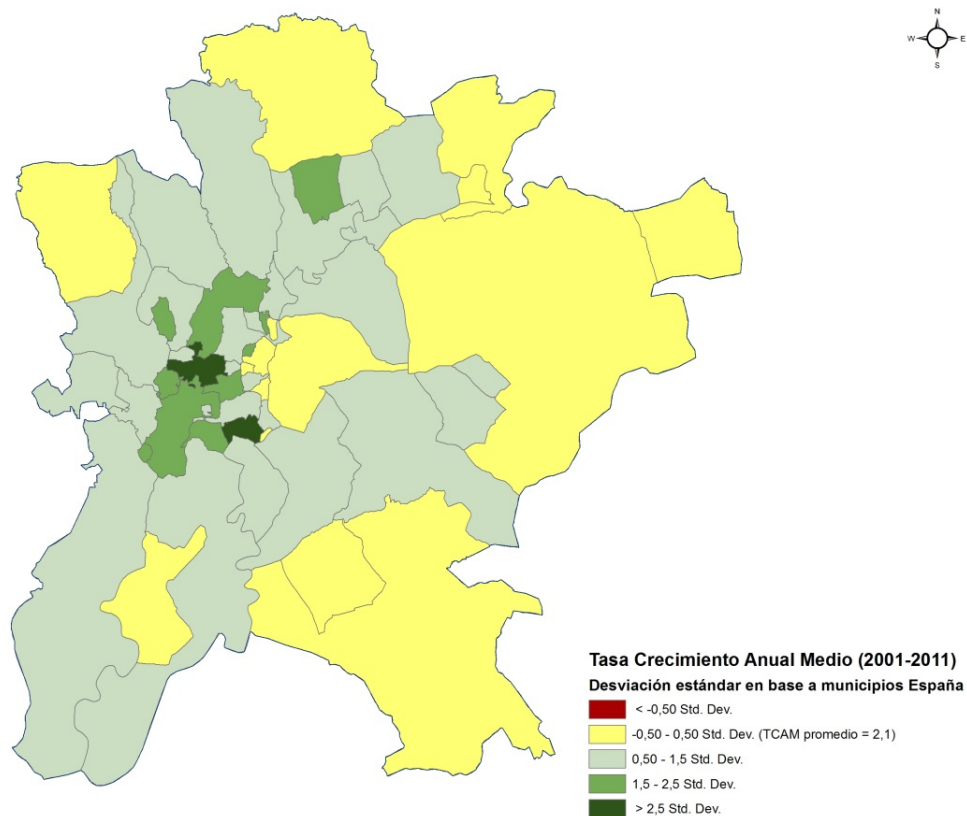 N
W E
S
Tasa Crecimiento Anual Medio (2001-2011)
Desviación estándar en base a municipios España
< -0,50 Std. Dev.
-0,50 - 0,50 Std. Dev. (TCAM promedio = 2,1)
0,50 - 1,5 Std. Dev.
1,5 - 2,5 Std. Dev.
> 2,5 Std. Dev.